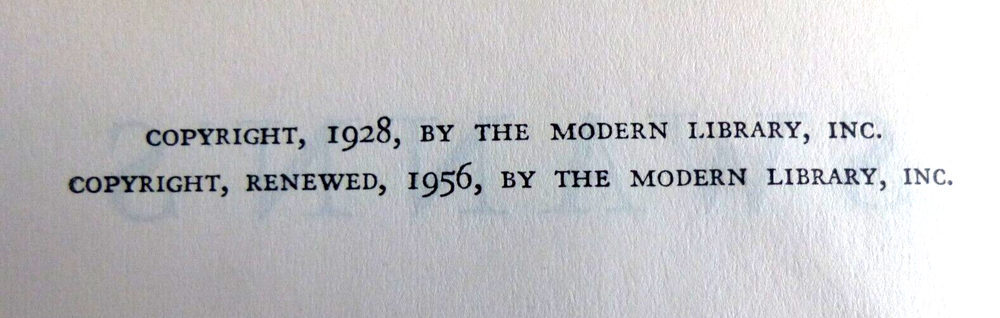 COPYRIGHT, 1928, BY THE MODERN LIBRARY, INC.
COPYRIGHT, RENEWED, 1956, BY THE MODERN LIBRARY, INC.